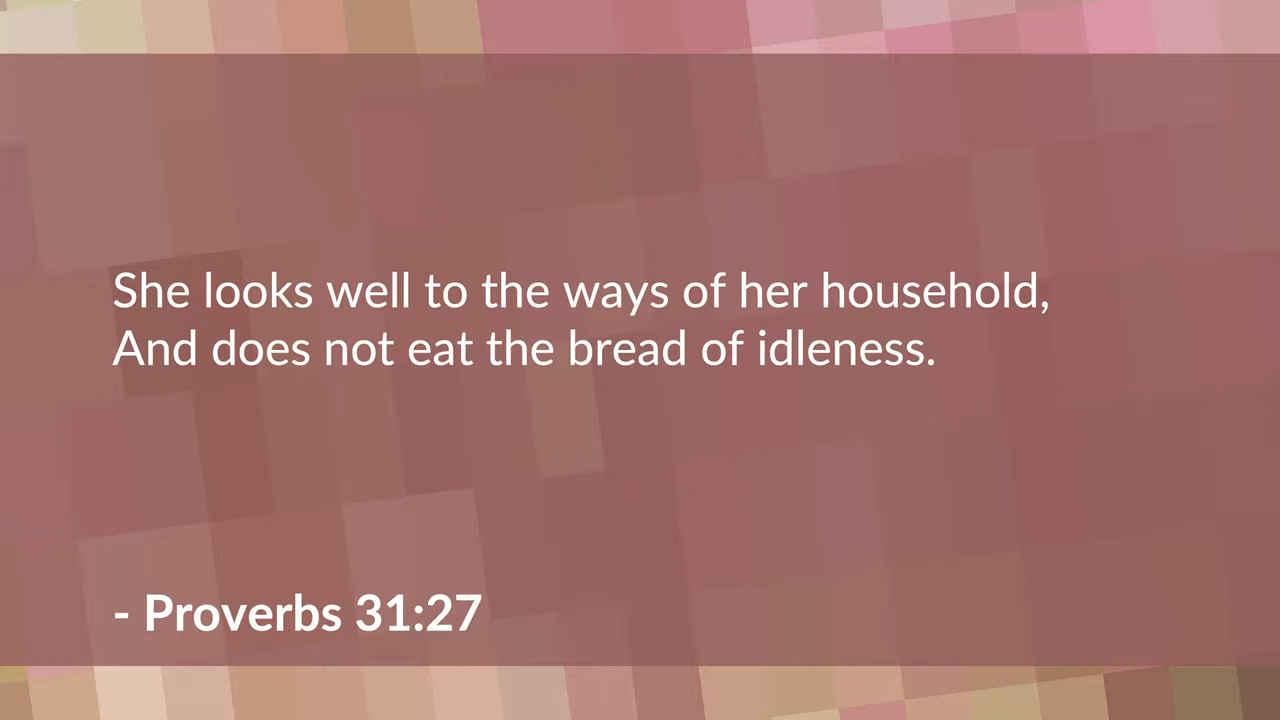 She looks well to the ways of her household,
And does not eat the bread of idleness.
- Proverbs 31:27